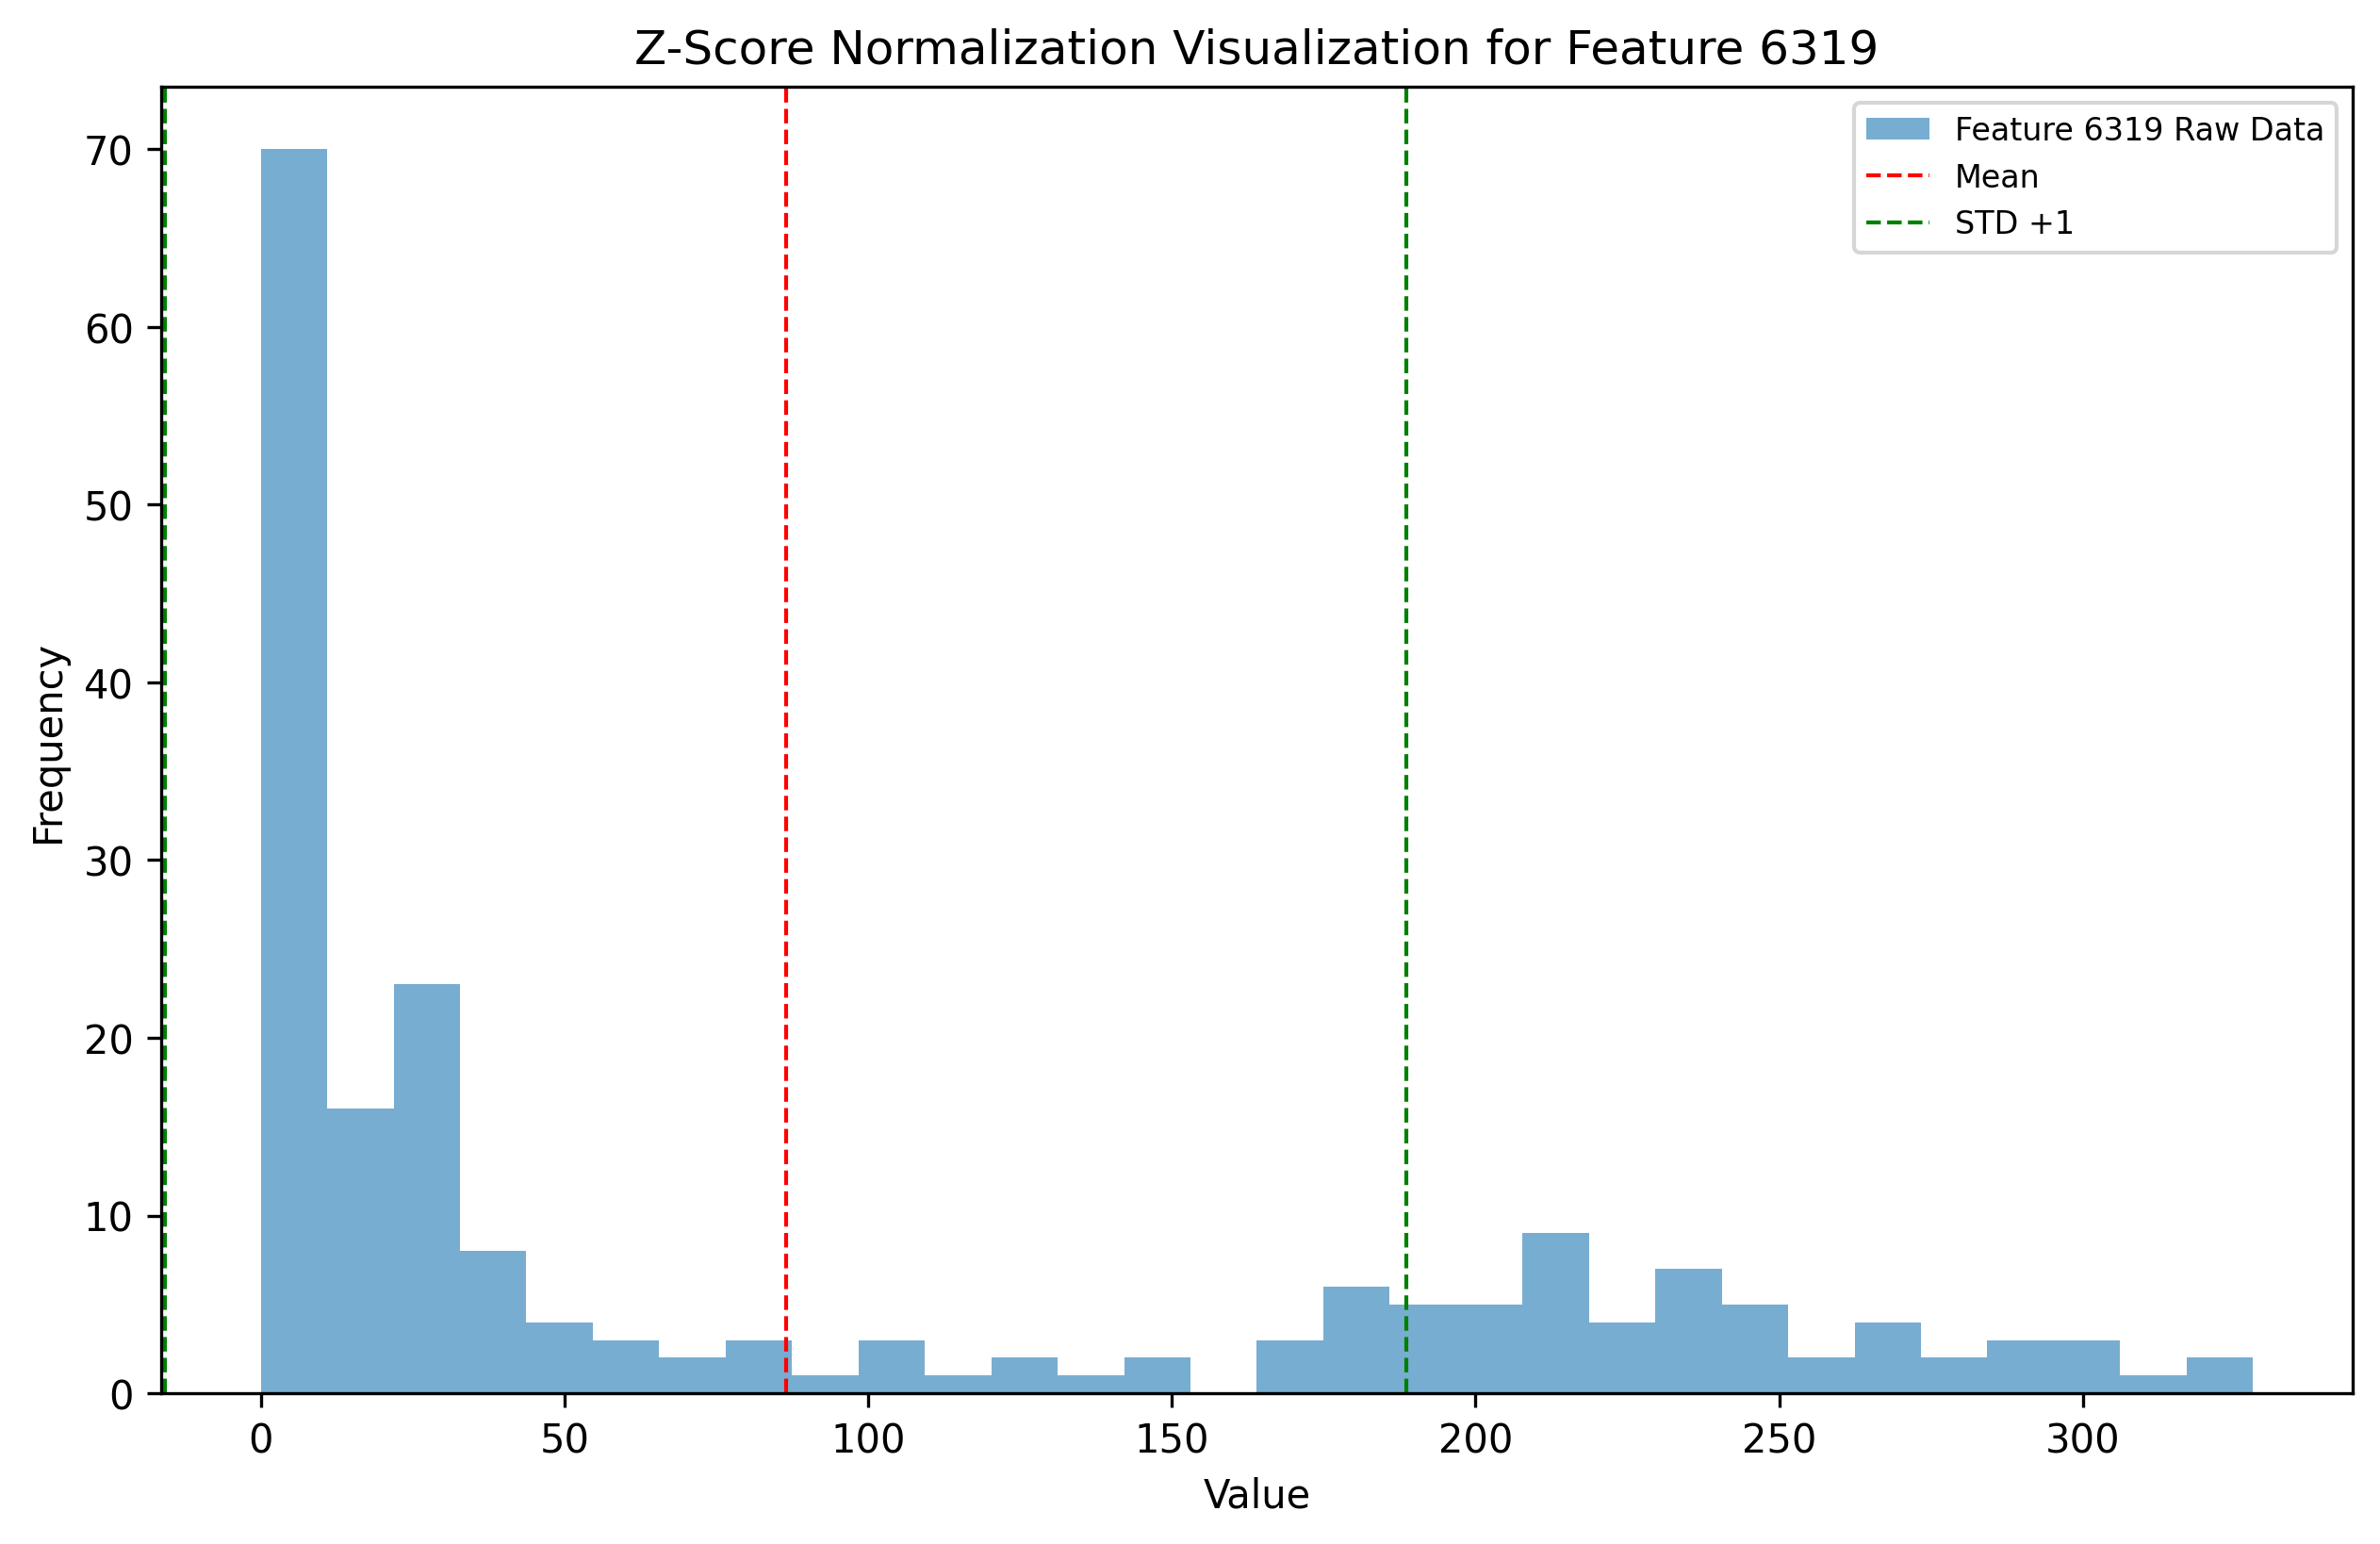 Z-Score Normalization Visualization for Feature 6319
Feature 6319 Raw Data
Mean
STD +1
Frequency
70
60
50
40
30
20
10
0
0 50 100 150 200 250 300
Value